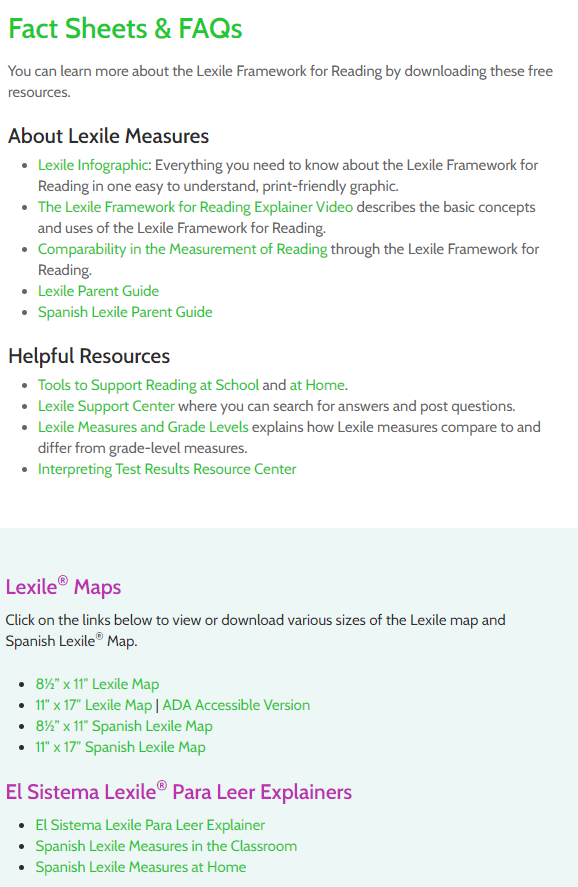 Fact Sheets & FAQs
You can learn more about the Lexile Framework for Reading by downloading these free
resources.
About Lexile Measures
Lexile Infographic: Everything you need to know about the Lexile Framework for
Reading in one easy to understand, print-friendly graphic.
The Lexile Framework for Reading Explainer Video describes the basic concepts
and uses of the Lexile Framework for Reading.
Comparability in the Measurement of Reading through the Lexile Framework for
Reading.
Lexile Parent Guide
Spanish Lexile Parent Guide
Helpful Resources
Tools to Support Reading at School and at Home.
Lexile Support Center where you can search for answers and post questions.
Lexile Measures and Grade Levels explains how Lexile measures compare to and
differ from grade-level measures.
Interpreting Test Results Resource Center
Lexile® Maps
Click on the links below to view or download various sizes of the Lexile map and
Spanish Lexile® Map.
8½” x 11″ Lexile Map
11″ x 17″ Lexile Map | ADA Accessible Version
8½” x 11″ Spanish Lexile Map
11″ x 17″ Spanish Lexile Map
El Sistema Lexile® Para Leer Explainers
El Sistema Lexile Para Leer Explainer
Spanish Lexile Measures in the Classroom
Spanish Lexile Measures at Home